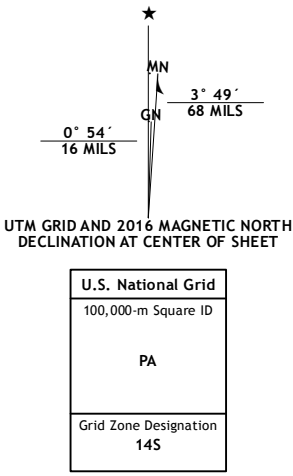 ★
MN
3° 49´
68 MILS
GN
0° 54´
16 MILS
UTM GRID AND 2016 MAGNETIC NORTH
DECLINATION AT CENTER OF SHEET
U.S. National Grid
100,000-m Square ID
PA
Grid Zone Designation
14S